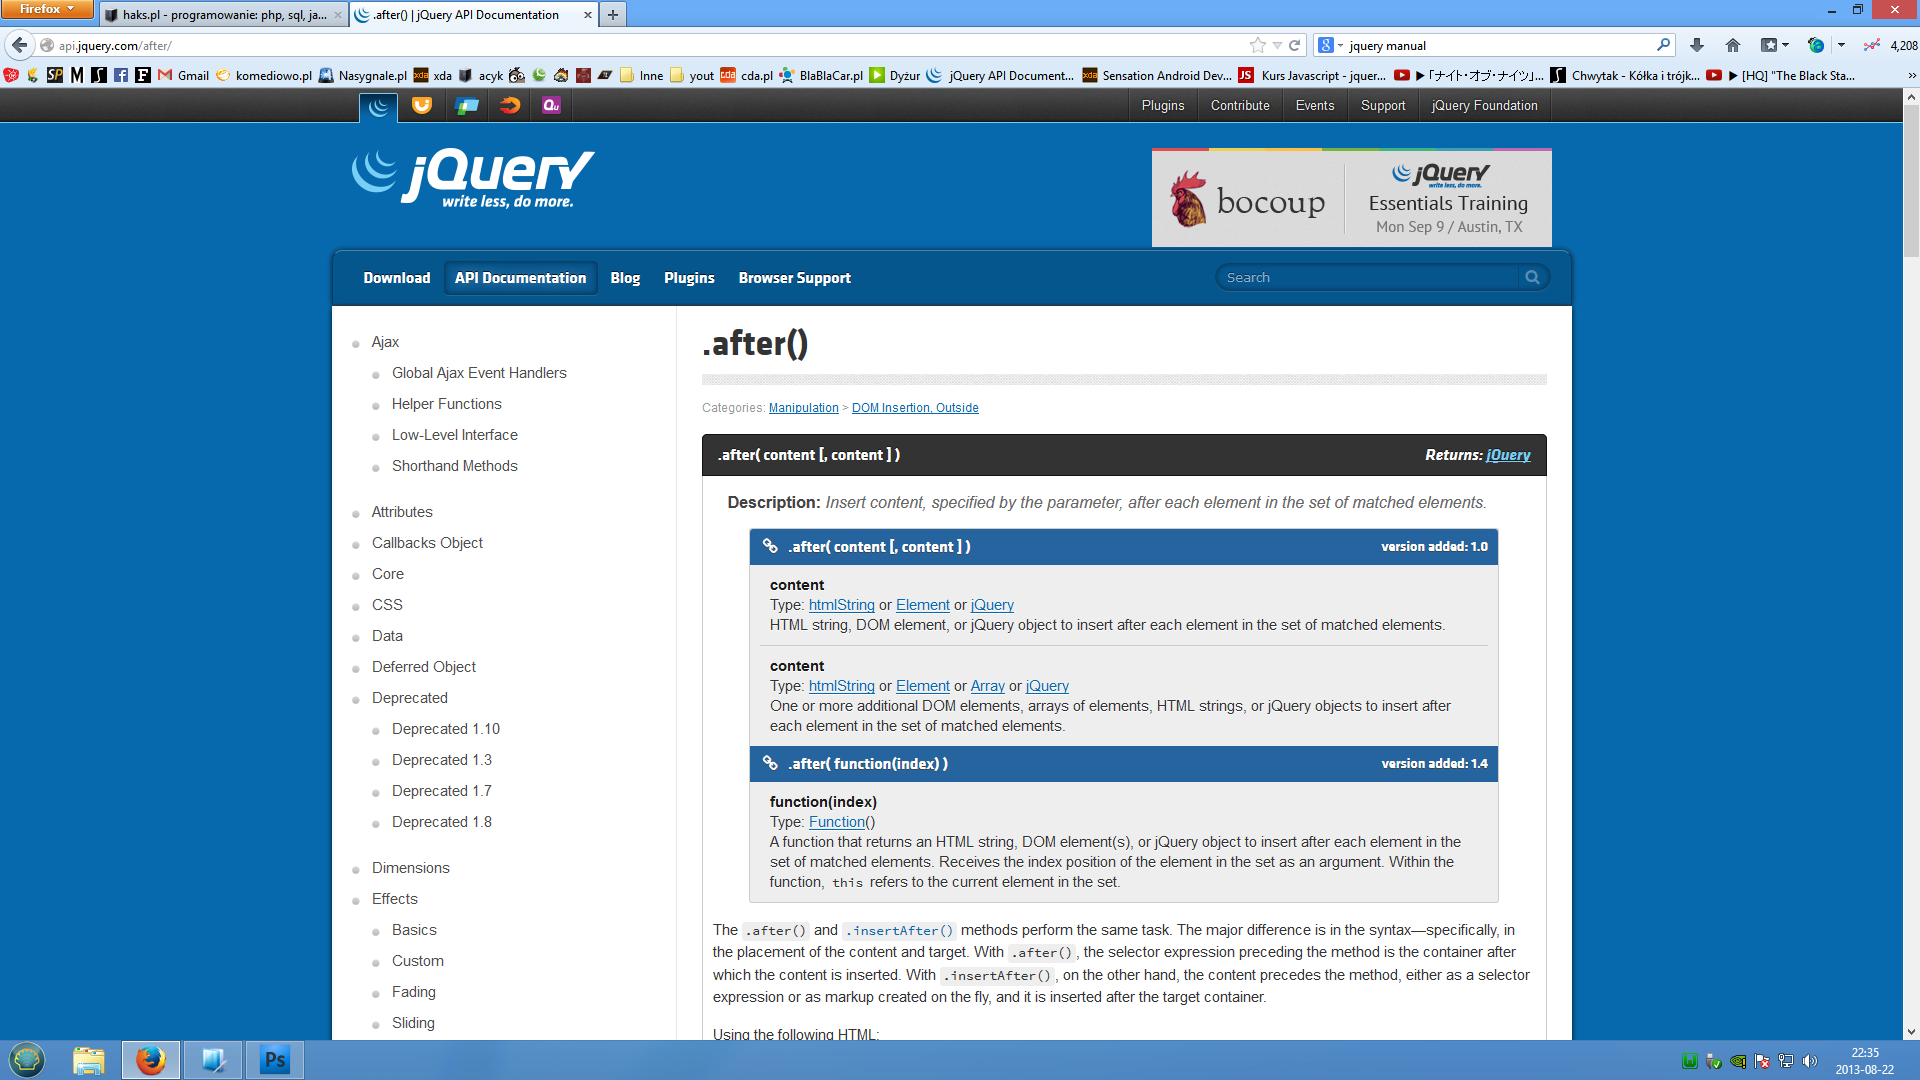 Firefox
haks.pl - programowanie: php, sql, ja...
.after() | jQuery API Documentation
api.jquery.com/after/
jquery manual
4,208
Gmail
komediowo.pl
Nasygnale.pl
xda
acyk
Inne
yout
cda.pl
BlaBlaCar.pl
Dyżur
jQuery API Document...
Sensation Android Dev...
Kurs Javascript - jquer...
►「ナイト・オブ・ナイツ」...
Chwytak - Kółka i trójk...
► [HQ] "The Black Sta...
Plugins
Contribute
Events
Support
jQuery Foundation
jQuery
write less, do more.
bocoup
jQuery
write less, do more.
Essentials Training
Mon Sep 9 / Austin, TX
Download
API Documentation
Blog
Plugins
Browser Support
Search
Ajax
Global Ajax Event Handlers
Helper Functions
Low-Level Interface
Shorthand Methods
Attributes
Callbacks Object
Core
CSS
Data
Deferred Object
Deprecated
Deprecated 1.10
Deprecated 1.3
Deprecated 1.7
Deprecated 1.8
Dimensions
Effects
Basics
Custom
Fading
Sliding
.after()
Categories: Manipulation > DOM Insertion, Outside
.after( content [, content ] )
Returns: jQuery
Description: Insert content, specified by the parameter, after each element in the set of matched elements.
.after( content [, content ] )
version added: 1.0
content
Type: htmlString or Element or jQuery
HTML string, DOM element, or jQuery object to insert after each element in the set of matched elements.
content
Type: htmlString or Element or Array or jQuery
One or more additional DOM elements, arrays of elements, HTML strings, or jQuery objects to insert after
each element in the set of matched elements.
.after( function(index) )
version added: 1.4
function(index)
Type: Function()
A function that returns an HTML string, DOM element(s), or jQuery object to insert after each element in the
set of matched elements. Receives the index position of the element in the set as an argument. Within the
function, this refers to the current element in the set.
The .after() and .insertAfter() methods perform the same task. The major difference is in the syntax—specifically, in
the placement of the content and target. With .after(), the selector expression preceding the method is the container after
which the content is inserted. With .insertAfter(), on the other hand, the content precedes the method, either as a selector
expression or as markup created on the fly, and it is inserted after the target container.
Using the following HTML:
Ps
22:35
2013-08-22